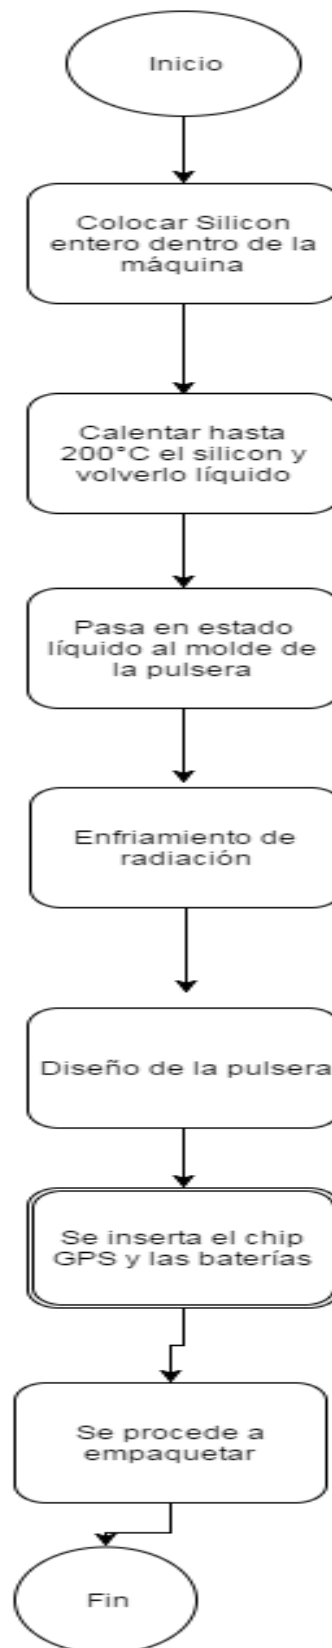 Inicio
Colocar Silicon
entero dentro de la
máquina
Calentar hasta
200°C el silicon y
volverlo líquido
Pasa en estado
líquido al molde de
la pulsera
Enfriamiento de
radiación
Diseño de la pulsera
Se inserta el chip
GPS y las baterías
Se procede a
empaquetar
Fin